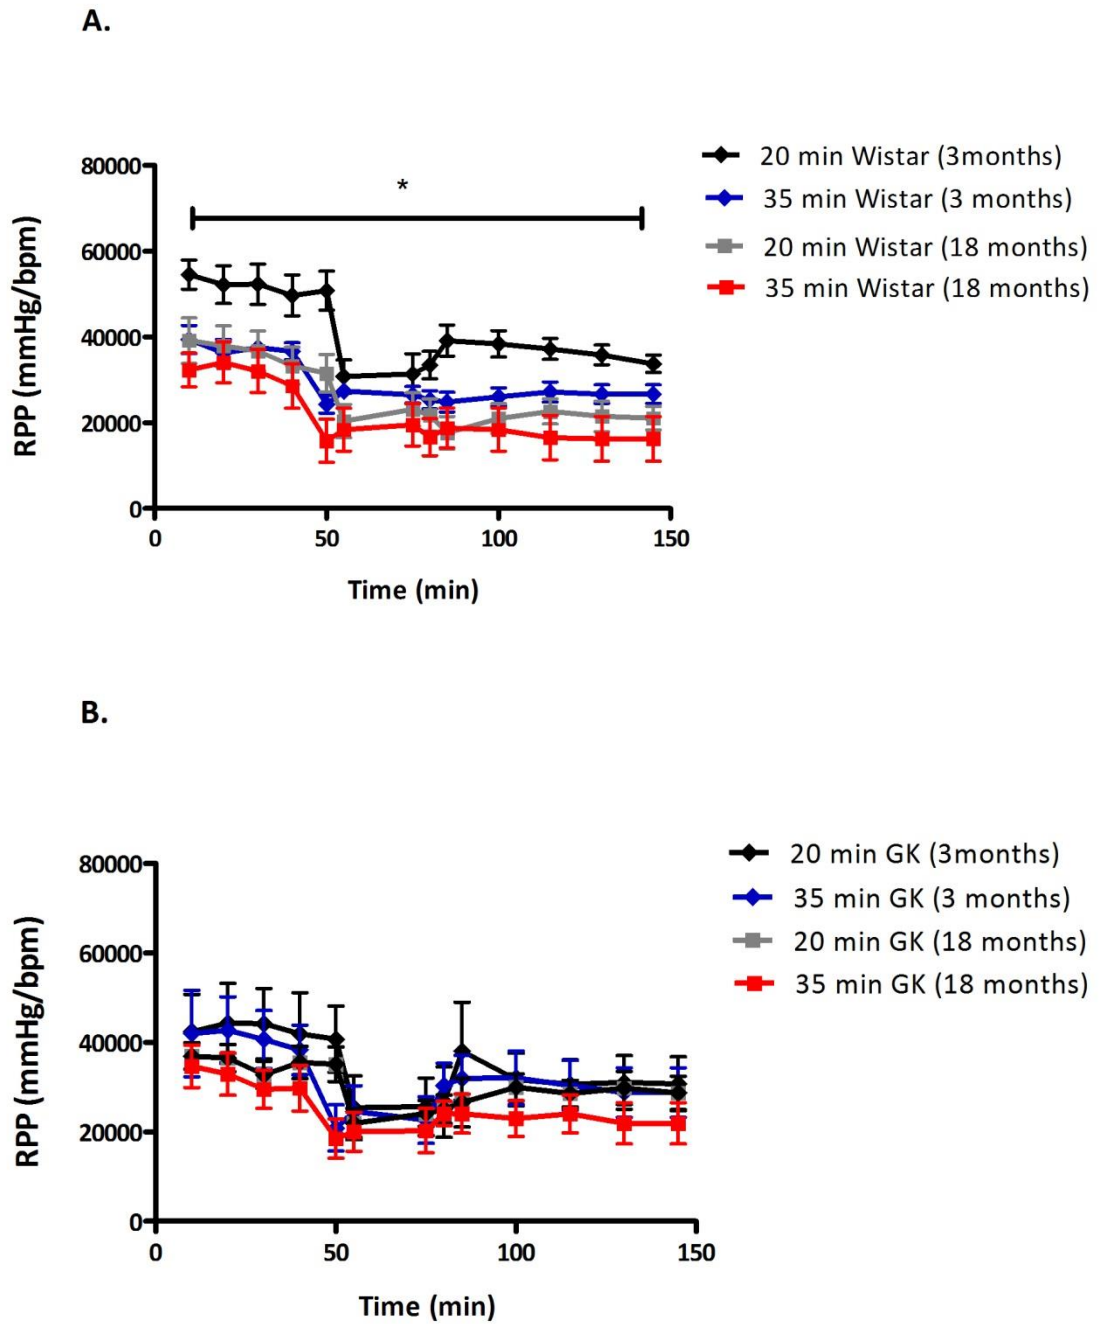 A.
80000
60000
40000
20000
0
RPP (mmHg/bpm)
*
0 50 100 150
Time (min)
20 min Wistar (3months)
35 min Wistar (3 months)
20 min Wistar (18 months)
35 min Wistar (18 months)
B.
80000
60000
40000
20000
0
RPP (mmHg/bpm)
0 50 100 150
Time (min)
20 min GK (3months)
35 min GK (3 months)
20 min GK (18 months)
35 min GK (18 months)